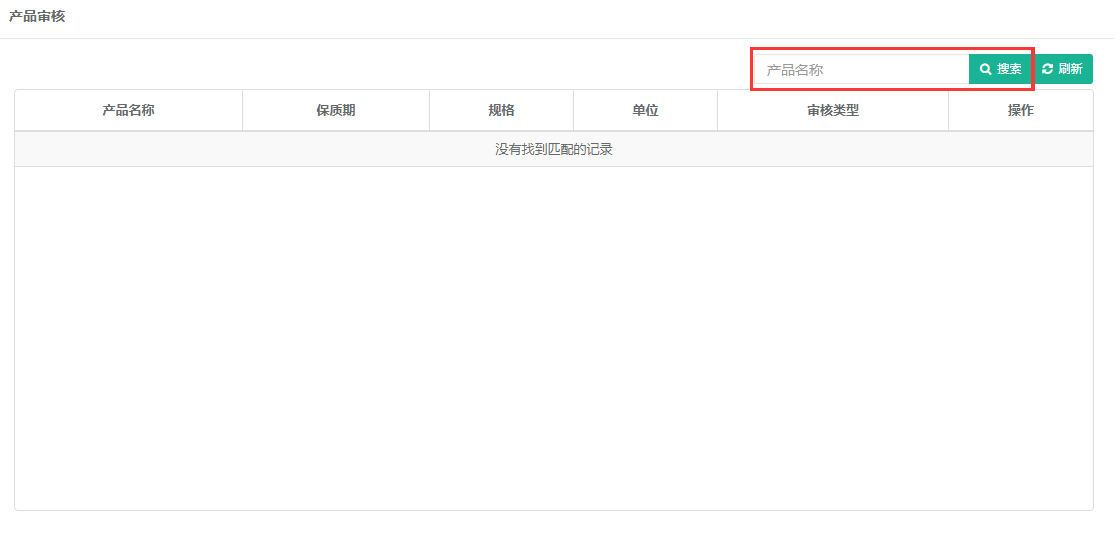 产品审核
产品名称 搜索 刷新
产品名称 保质期 规格 单位 审核类型 操作
没有找到匹配的记录